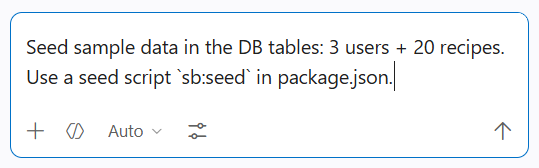 Seed sample data in the DB tables: 3 users + 20 recipes.
Use a seed script `sb:seed` in package.json.
Auto